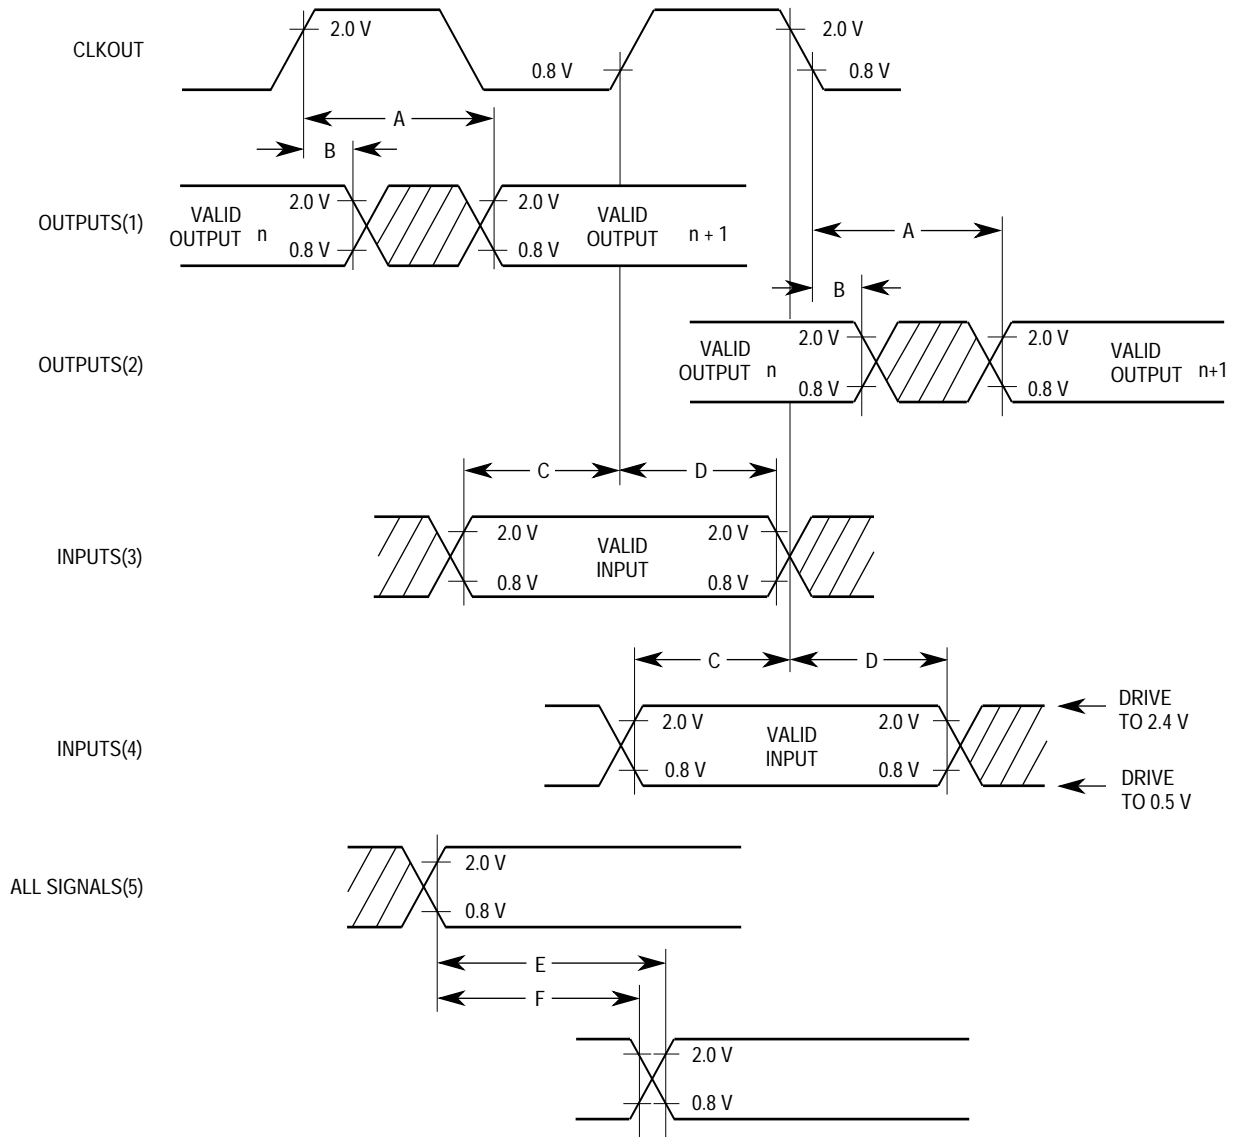 CLKOUT
2.0 V
0.8 V
2.0 V
0.8 V
A
B
OUTPUTS(1)
VALID
OUTPUT n
2.0 V
0.8 V
2.0 V
0.8 V
VALID
OUTPUT n + 1
A
B
OUTPUTS(2)
VALID
OUTPUT n
2.0 V
0.8 V
2.0 V
0.8 V
VALID
OUTPUT n+1
C
D
INPUTS(3)
2.0 V
0.8 V
VALID
INPUT
2.0 V
0.8 V
C
D
INPUTS(4)
2.0 V
0.8 V
VALID
INPUT
2.0 V
0.8 V
DRIVE
TO 2.4 V
DRIVE
TO 0.5 V
ALL SIGNALS(5)
2.0 V
0.8 V
E
F
2.0 V
0.8 V